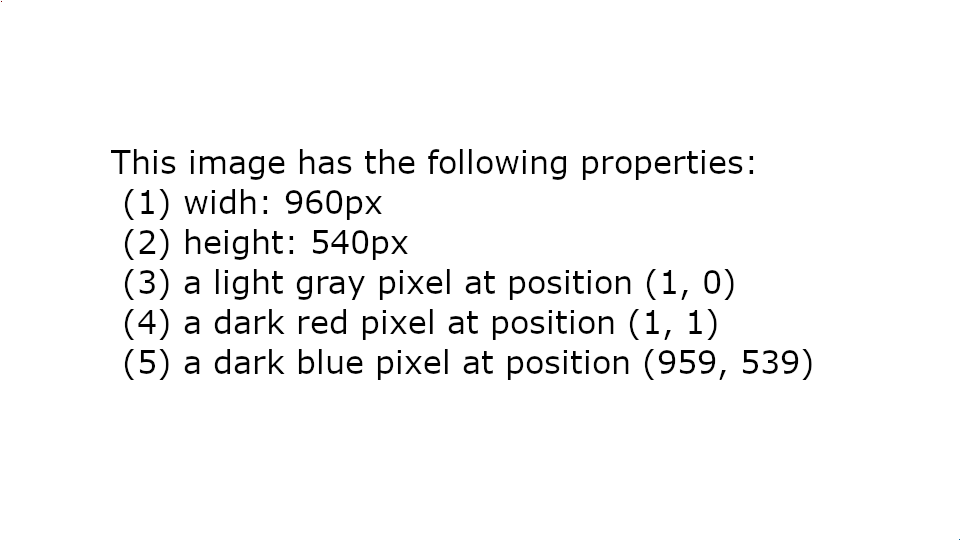 This image has the following properties:
(1) widh: 960px
(2) height: 540px
(3) a light gray pixel at position (1, 0)
(4) a dark red pixel at position (1, 1)
(5) a dark blue pixel at position (959, 539)